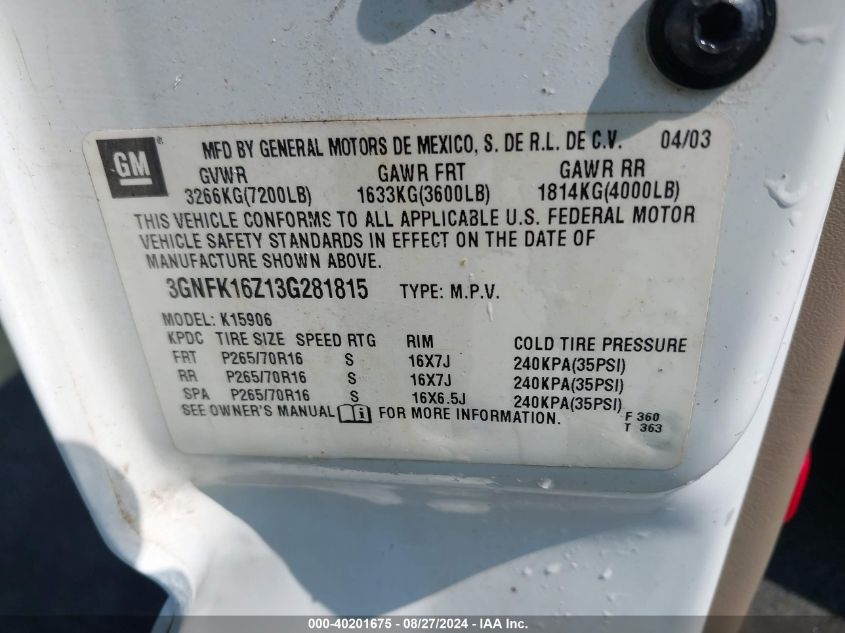 GM
MFD BY GENERAL MOTORS DE MEXICO, S. DE R.L. DE C.V. 04/03
GVWR GAWR FRT GAWR RR
3266KG(7200LB) 1633KG(3600LB) 1814KG(4000LB)
THIS VEHICLE CONFORMS TO ALL APPLICABLE U.S. FEDERAL MOTOR
VEHICLE SAFETY STANDARDS IN EFFECT ON THE DATE OF
MANUFACTURE SHOWN ABOVE.
3GNFK16Z13G281815 TYPE: M.P.V.
MODEL: K15906
KPDC TIRE SIZE SPEED RTG RIM COLD TIRE PRESSURE
FRT P265/70R16 S 16X7J 240KPA(35PSI)
RR P265/70R16 S 16X7J 240KPA(35PSI)
SPA P265/70R16 S 16X6.5J 240KPA(35PSI)
SEE OWNER'S MANUAL i FOR MORE INFORMATION. F 360
T 363
000-40201675 - 08/27/2024 - IAA Inc.